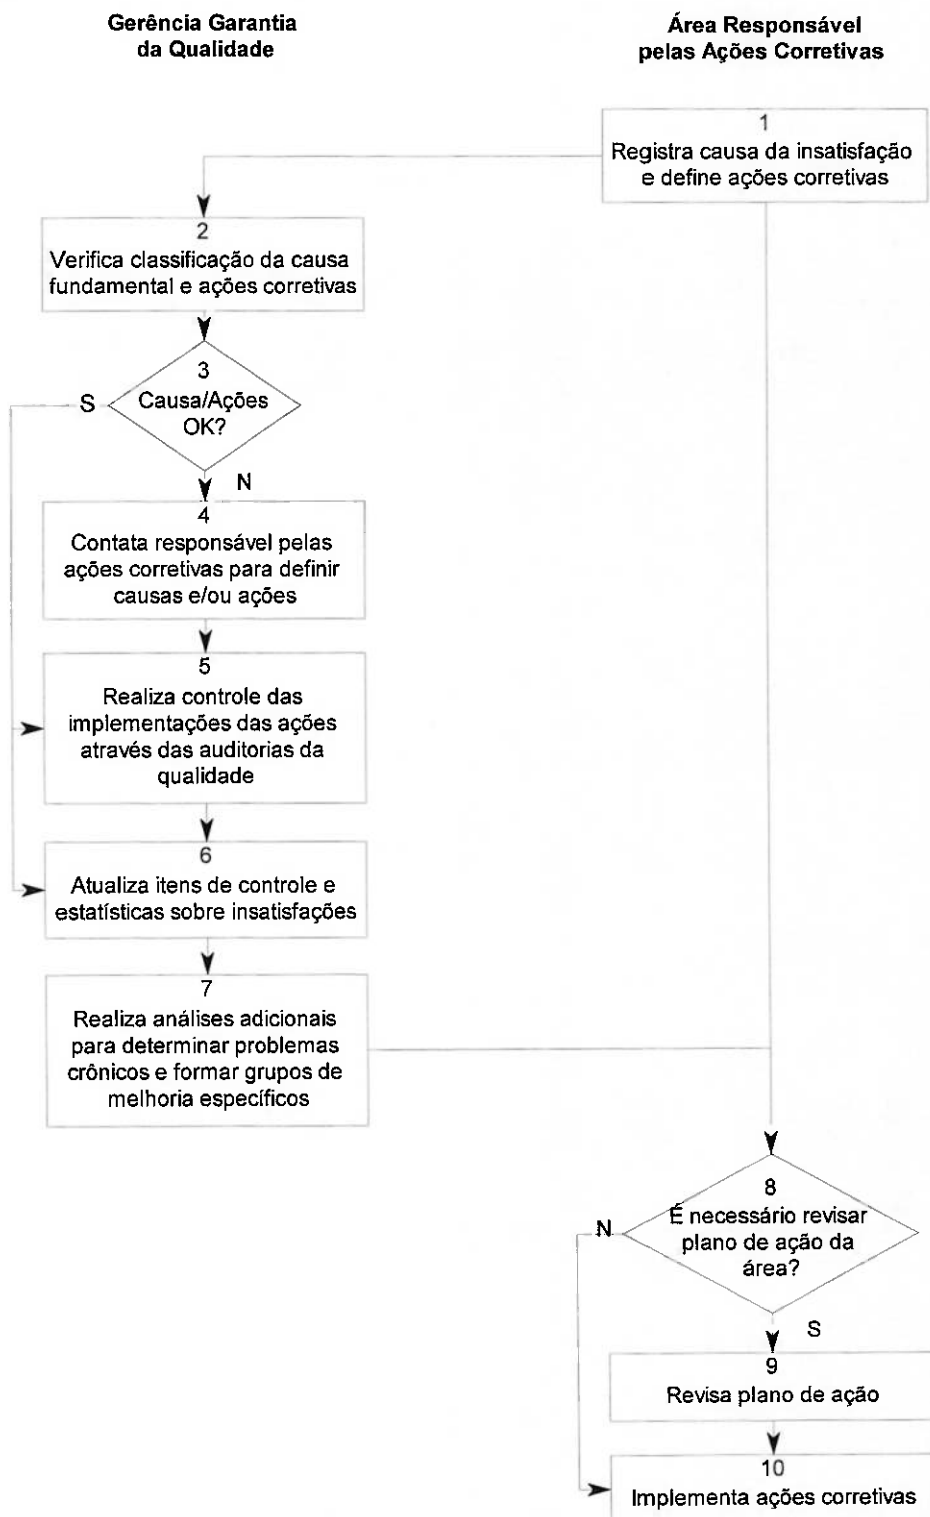 Gerência Garantia
da Qualidade
Área Responsável
pelas Ações Corretivas
1
Registra causa da insatisfação
e define ações corretivas
2
Verifica classificação da causa
fundamental e ações corretivas
3
Causa/Ações
OK?
S
N
4
Contata responsável pelas
ações corretivas para definir
causas e/ou ações
5
Realiza controle das
implementações das ações
através das auditorias da
qualidade
6
Atualiza itens de controle e
estatísticas sobre insatisfações
7
Realiza análises adicionais
para determinar problemas
crônicos e formar grupos de
melhoria específicos
8
É necessário revisar
plano de ação da
área?
N
S
9
Revisa plano de ação
10
Implementa ações corretivas